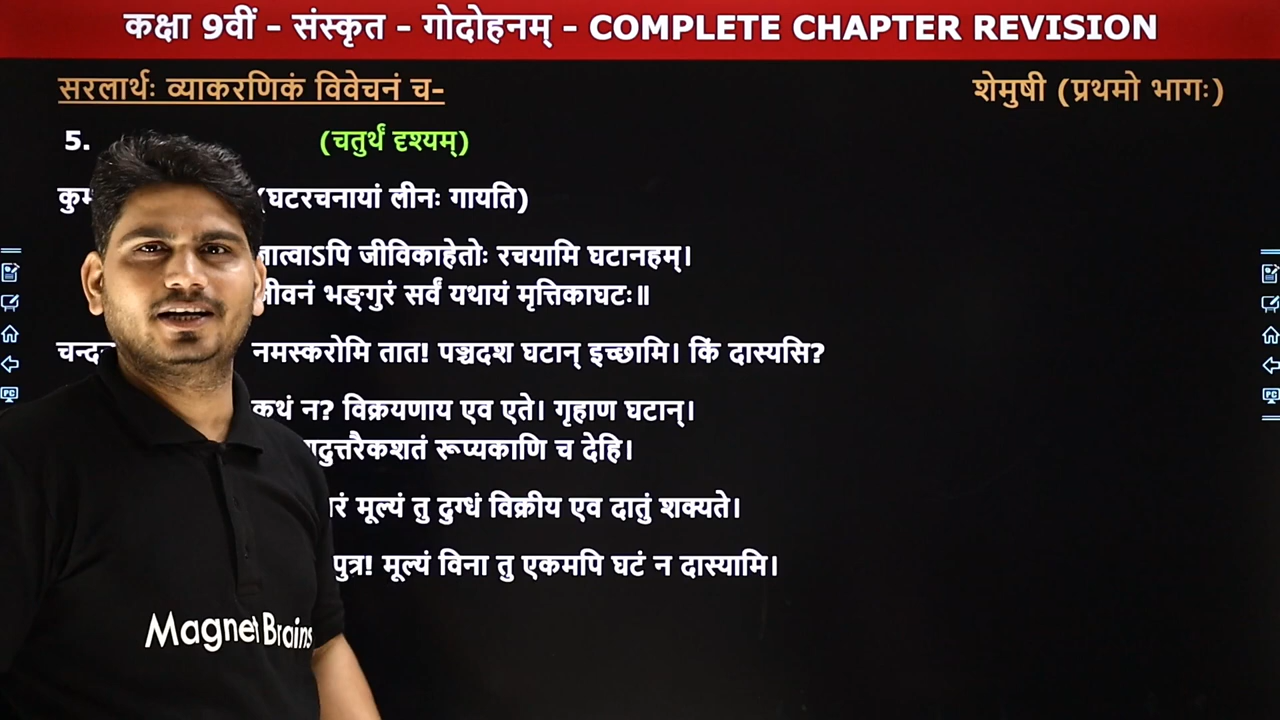 कक्षा 9वीं - संस्कृत - गोदोहनम् - COMPLETE CHAPTER REVISION
सरलार्थः व्याकरणिकं विवेचनं च-
शेमुषी (प्रथमो भागः)
5. (चतुर्थं दृश्यम्)
(घटरचनायां लीनः गायति)
जीविकाहेतोः रचयामि घटानहम्।
भङ्गुरं सर्वं यथायं मृत्तिकाघटः॥
नमस्करोमि तात! पञ्चदश घटान् इच्छामि। किं दास्यसि?
कथं न? विक्रयणाय एव एते। गृहाण घटान्।
रूप्यकाणि च देहि।
मूल्यं तु दुग्धं विक्रीय एव दातुं शक्यते।
पुत्र! मूल्यं विना तु एकमपि घटं न दास्यामि।
Magnet Brains
PC
PC